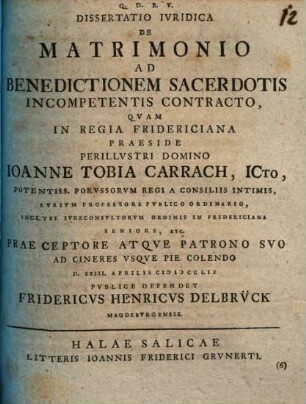 Q. D. E. V.
12
DISSERTATIO IVRIDICA
DE
MATRIMONIO
AD
BENEDICTIONEM SACERDOTIS
INCOMPETENTIS CONTRACTO,
QVAM
IN REGIA FRIDERICIANA
PRAESIDE
PERILLVSTRI DOMINO
IOANNE TOBIA CARRACH, ICTO,
POTENTISS. PORVSSORVM REGI A CONSILIIS INTIMIS,
IVRIVM PROFESSORE PVBLICO ORDINARIO,
INCLVTI IVRECONSVLTORVM ORDINIS IN FRIDERICIANA
SENIORE, ETC.
PRAECEPTORE ATQVE PATRONO SVO
AD CINERES VSQVE PIE COLENDO
D. APRILIS CIƆIƆCCLIX
PVBLICE DEFENDET
FRIDERICVS HENRICVS DELBRÜCK
MAGDEBVRGENSIS.
HALAE SALICAE
LITTERIS IOANNIS FRIDERICI GRVNERTI.
(6)